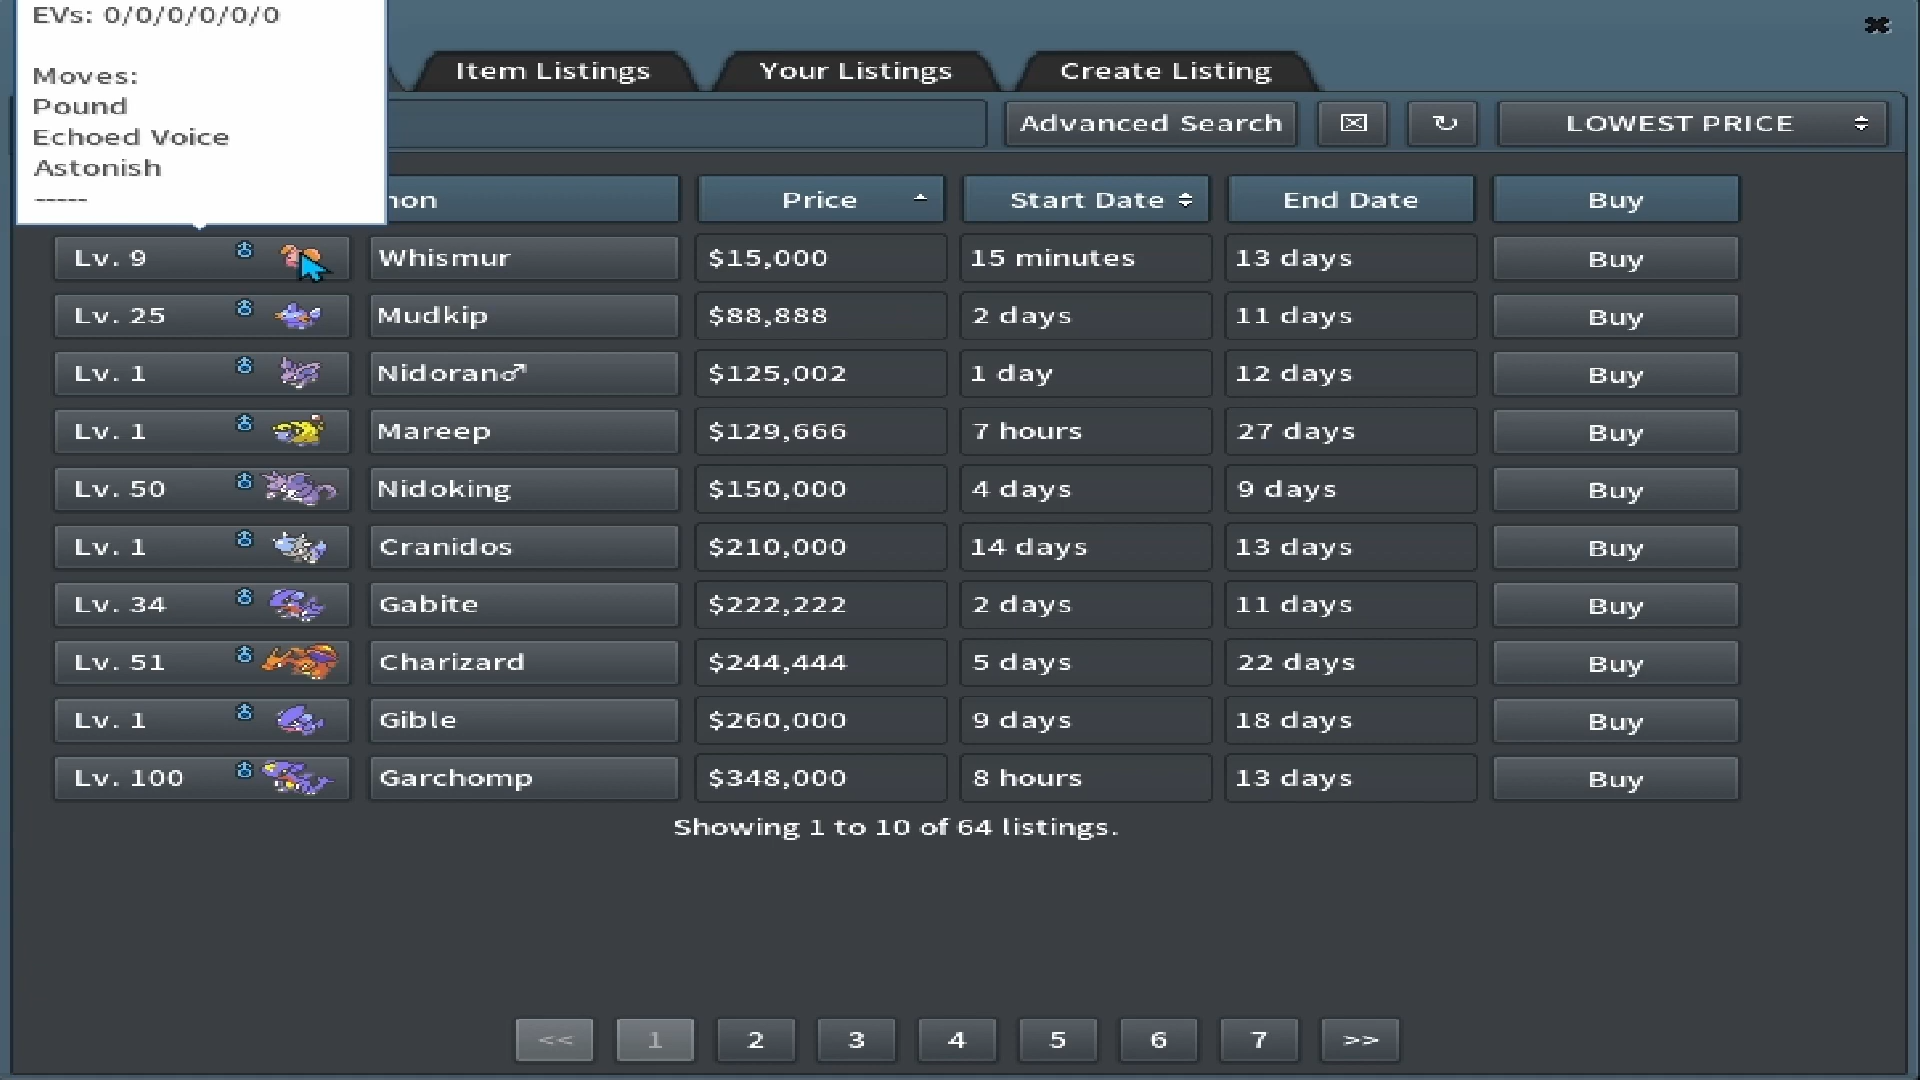 EVs: 0/0/0/0/0/0
Moves:
Pound
Echoed Voice
Astonish
-----
Item Listings Your Listings Create Listing
Advanced Search LOWEST PRICE
Price Start Date End Date Buy
Lv. 9 Whismur $15,000 15 minutes 13 days Buy
Lv. 25 Mudkip $88,888 2 days 11 days Buy
Lv. 1 Nidoran♂ $125,002 1 day 12 days Buy
Lv. 1 Mareep $129,666 7 hours 27 days Buy
Lv. 50 Nidoking $150,000 4 days 9 days Buy
Lv. 1 Cranidos $210,000 14 days 13 days Buy
Lv. 34 Gabite $222,222 2 days 11 days Buy
Lv. 51 Charizard $244,444 5 days 22 days Buy
Lv. 1 Gible $260,000 9 days 18 days Buy
Lv. 100 Garchomp $348,000 8 hours 13 days Buy
Showing 1 to 10 of 64 listings.
<< 1 2 3 4 5 6 7 >>